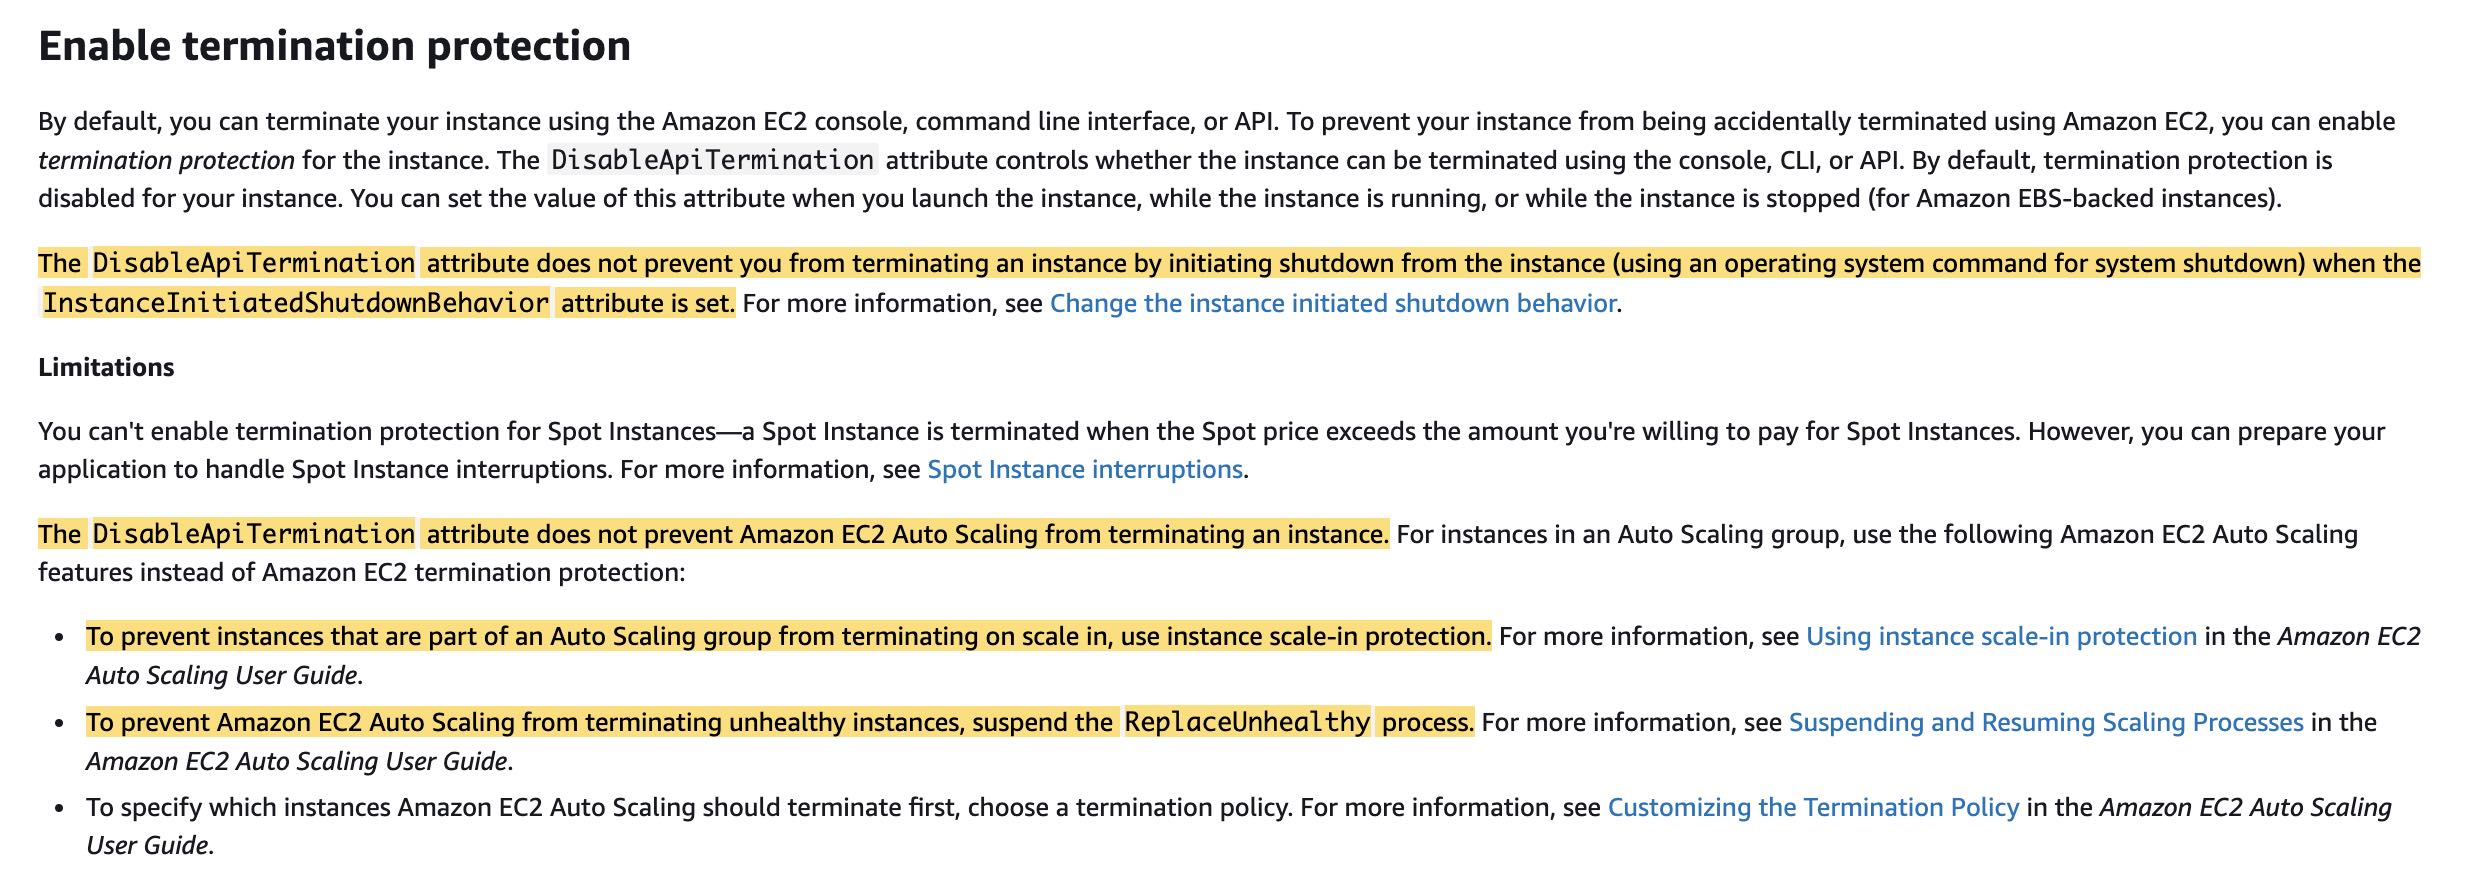 Enable termination protection
By default, you can terminate your instance using the Amazon EC2 console, command line interface, or API. To prevent your instance from being accidentally terminated using Amazon EC2, you can enable
termination protection for the instance. The DisableApiTermination attribute controls whether the instance can be terminated using the console, CLI, or API. By default, termination protection is
disabled for your instance. You can set the value of this attribute when you launch the instance, while the instance is running, or while the instance is stopped (for Amazon EBS-backed instances).
The DisableApiTermination attribute does not prevent you from terminating an instance by initiating shutdown from the instance (using an operating system command for system shutdown) when the
InstanceInitiatedShutdownBehavior attribute is set. For more information, see Change the instance initiated shutdown behavior.
Limitations
You can't enable termination protection for Spot Instances—a Spot Instance is terminated when the Spot price exceeds the amount you're willing to pay for Spot Instances. However, you can prepare your
application to handle Spot Instance interruptions. For more information, see Spot Instance interruptions.
The DisableApiTermination attribute does not prevent Amazon EC2 Auto Scaling from terminating an instance. For instances in an Auto Scaling group, use the following Amazon EC2 Auto Scaling
features instead of Amazon EC2 termination protection:
• To prevent instances that are part of an Auto Scaling group from terminating on scale in, use instance scale-in protection. For more information, see Using instance scale-in protection in the Amazon EC2
Auto Scaling User Guide.
• To prevent Amazon EC2 Auto Scaling from terminating unhealthy instances, suspend the ReplaceUnhealthy process. For more information, see Suspending and Resuming Scaling Processes in the
Amazon EC2 Auto Scaling User Guide.
• To specify which instances Amazon EC2 Auto Scaling should terminate first, choose a termination policy. For more information, see Customizing the Termination Policy in the Amazon EC2 Auto Scaling
User Guide.